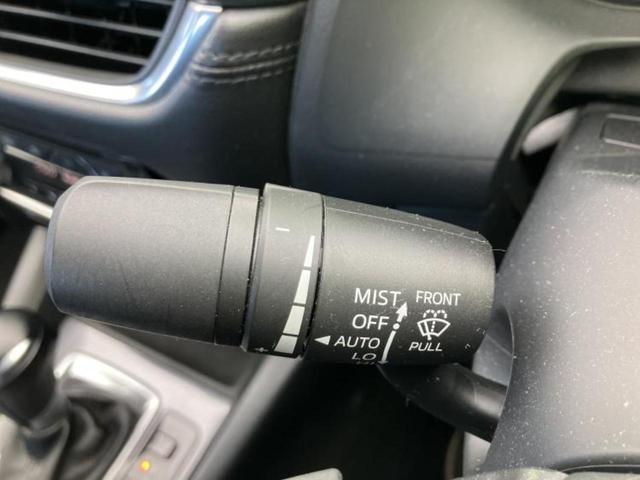 MIST FRONT
OFF
AUTO
LO PULL